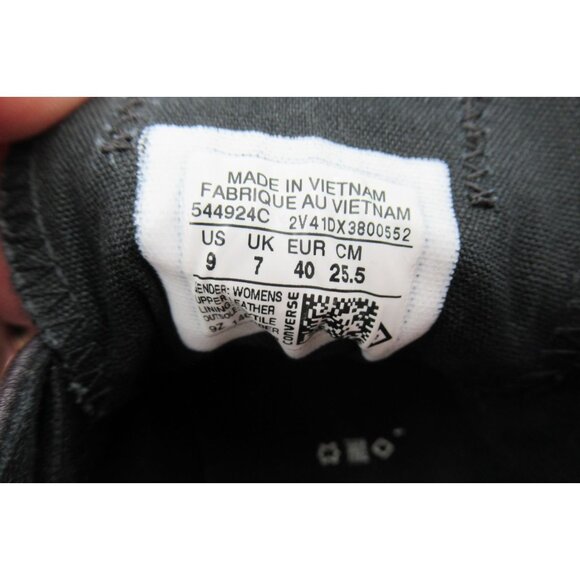 MADE IN VIETNAM
FABRIQUE AU VIETNAM
544924C 2V41DX3800552
US UK EUR CM
9 7 40 25.5
GENDER: WOMENS
UPPER: LEATHER
LINING:
OUTSOLE:
CONVERSE